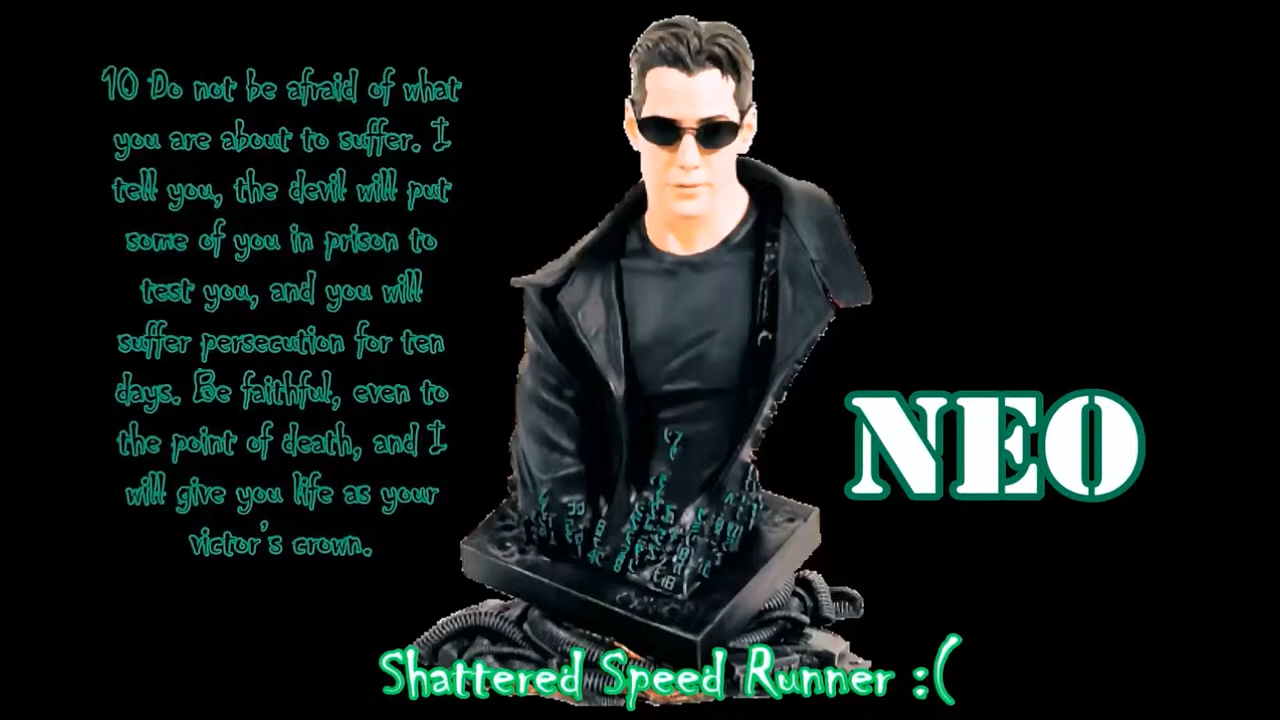 10 Do not be afraid of what
you are about to suffer. I
tell you, the devil will put
some of you in prison to
test you, and you will
suffer persecution for ten
days. Be faithful, even to
the point of death, and I
will give you life as your
victor's crown.
NEO
Shattered Speed Runner :(